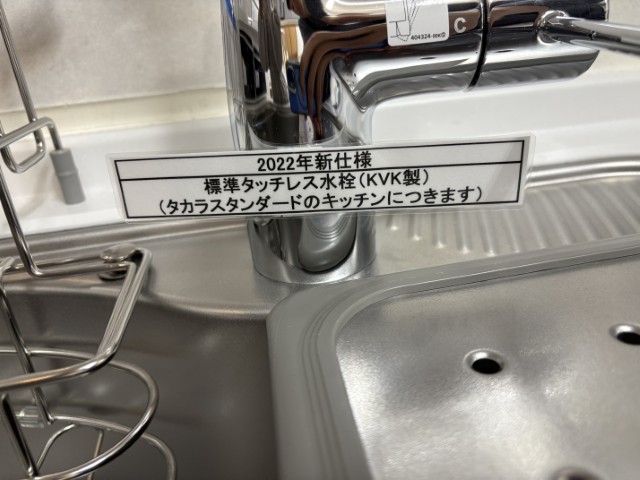 C
2022年新仕様
標準タッチレス水栓(KVK製)
(タカラスタンダードのキッチンにつきます)